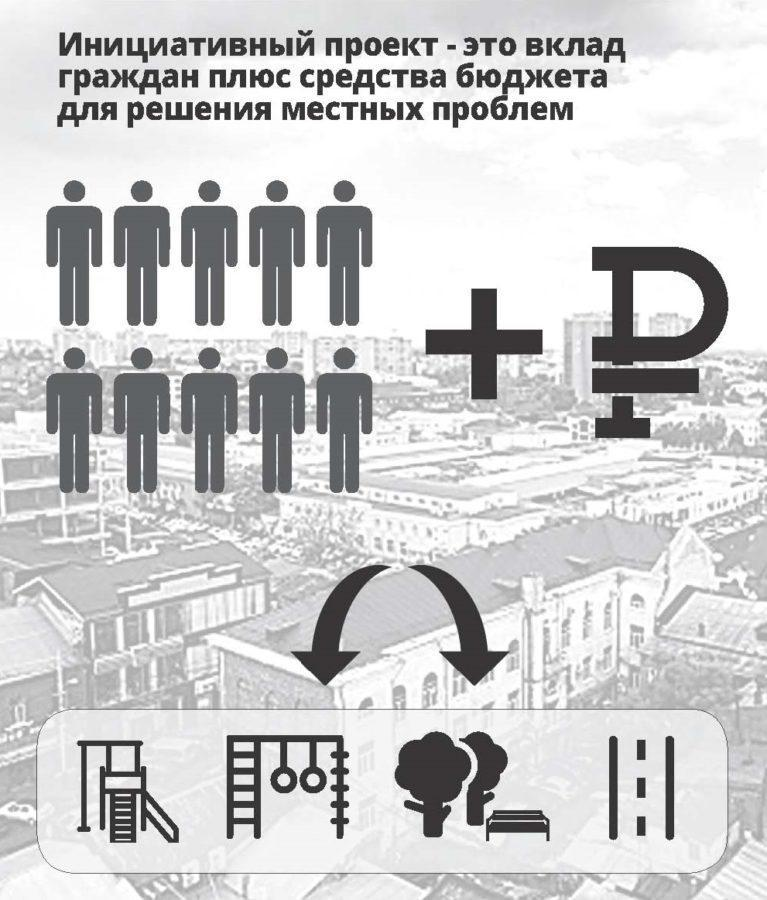 Инициативный проект - это вклад
граждан плюс средства бюджета
для решения местных проблем